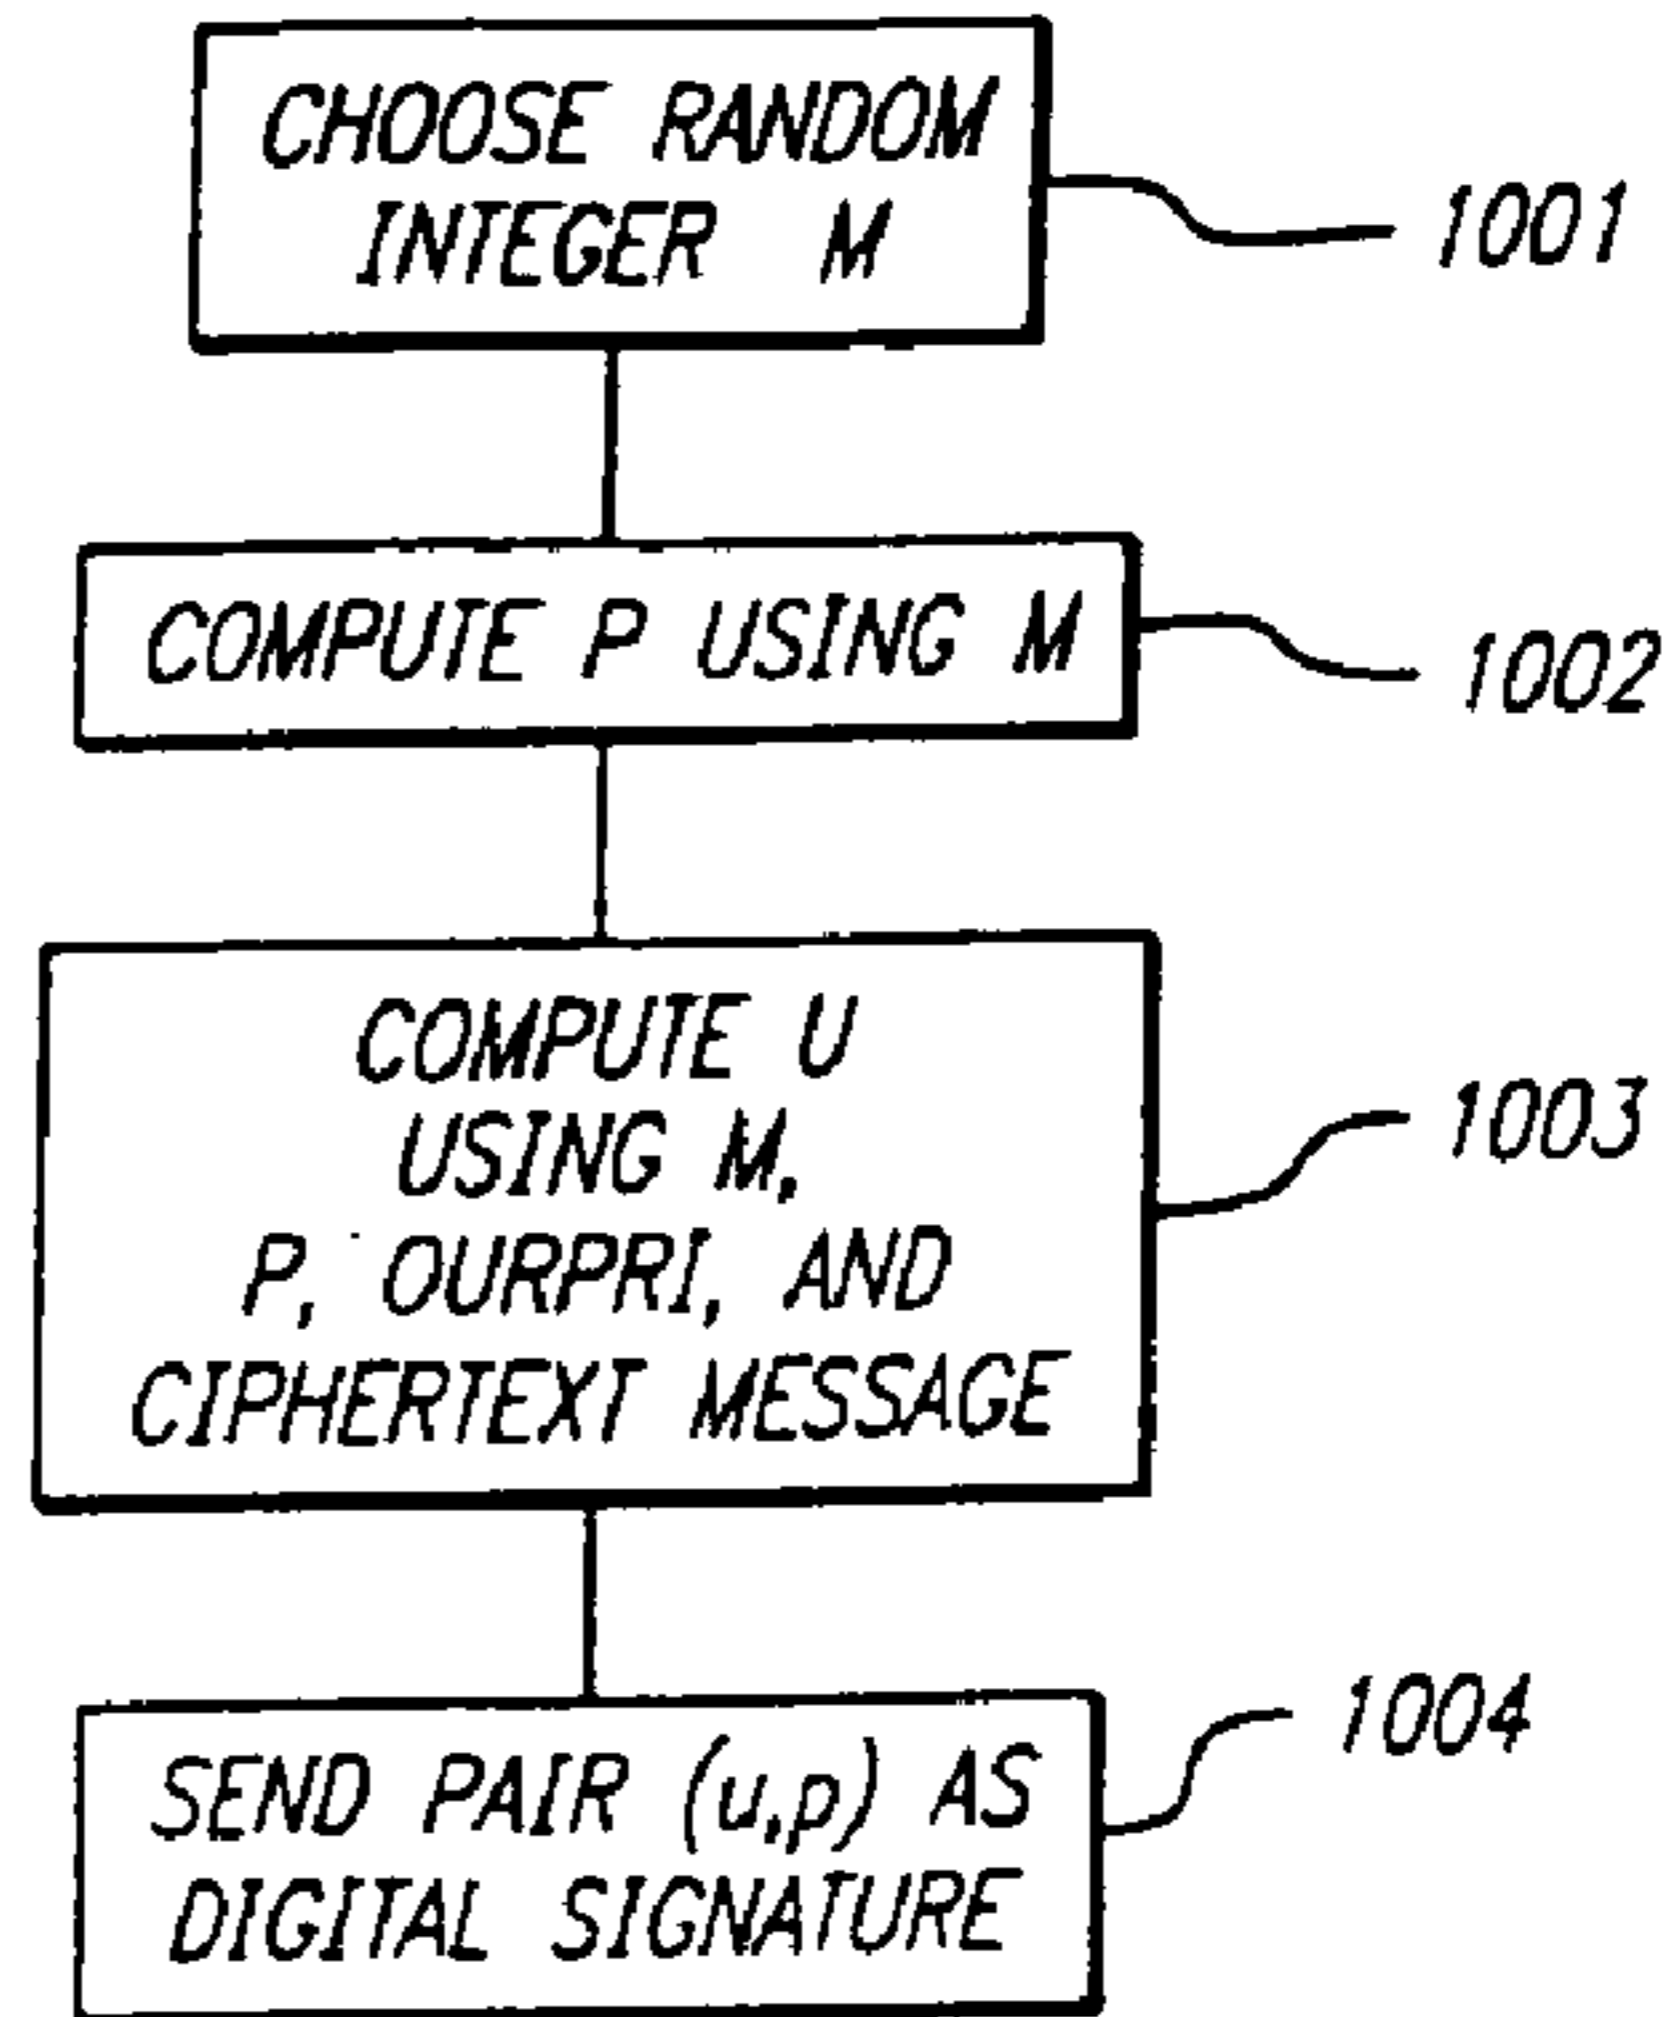 CHOOSE RANDOM
INTEGER M
1001
COMPUTE P USING M
1002
COMPUTE U
USING M,
P, OURPRI, AND
CIPHERTEXT MESSAGE
1003
SEND PAIR (u,p) AS
DIGITAL SIGNATURE
1004